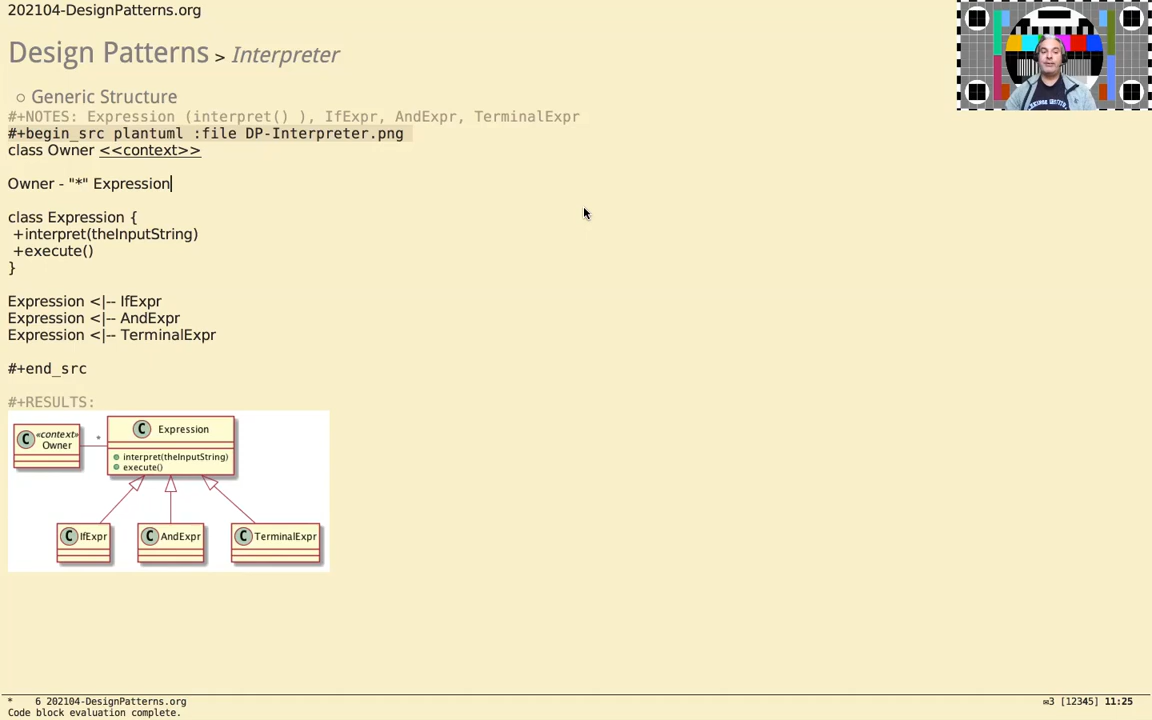 202104-DesignPatterns.org
Design Patterns > Interpreter
○ Generic Structure
#+NOTES: Expression (interpret() ), IfExpr, AndExpr, TerminalExpr
#+begin_src plantuml :file DP-Interpreter.png
class Owner <<context>>
Owner - "*" Expression
class Expression {
+interpret(theInputString)
+execute()
}
Expression <|-- IfExpr
Expression <|-- AndExpr
Expression <|-- TerminalExpr
#+end_src
#+RESULTS:
C «context»
Owner
*
C Expression
interpret(theInputString)
execute()
C IfExpr
C AndExpr
C TerminalExpr
* 6 202104-DesignPatterns.org
✉3 [12345] 11:25
Code block evaluation complete.